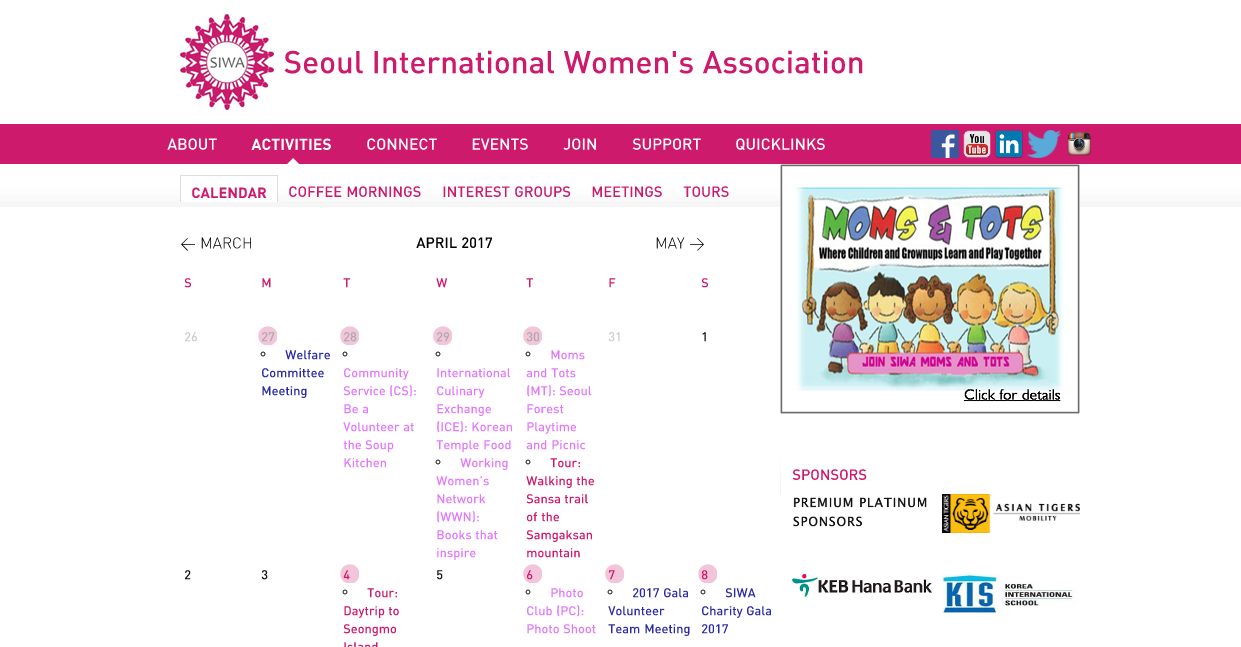 SIWA
Seoul International Women's Association
ABOUT ACTIVITIES CONNECT EVENTS JOIN SUPPORT QUICKLINKS
You
Tube
CALENDAR COFFEE MORNINGS INTEREST GROUPS MEETINGS TOURS
← MARCH APRIL 2017 MAY →
S M T W T F S
26 27 28 29 30 31 1
Welfare
Committee
Meeting
Community
Service (CS):
Be a
Volunteer at
the Soup
Kitchen
International
Culinary
Exchange
(ICE): Korean
Temple Food
Working
Women's
Network
(WWN):
Books that
inspire
Moms
and Tots
(MT): Seoul
Forest
Playtime
and Picnic
Tour:
Walking the
Sansa trail
of the
Samgaksan
mountain
2 3 4 5 6 7 8
Tour:
Daytrip to
Seongmo
Island
Photo
Club (PC):
Photo Shoot
2017 Gala
Volunteer
Team Meeting
SIWA
Charity Gala
2017
MOMS & TOTS
Where Children and Grownups Learn and Play Together
JOIN SIWA MOMS AND TOTS
Click for details
SPONSORS
PREMIUM PLATINUM
SPONSORS
ASIAN TIGERS
ASIAN TIGERS
MOBILITY
KEB Hana Bank
KIS
KOREA
INTERNATIONAL
SCHOOL